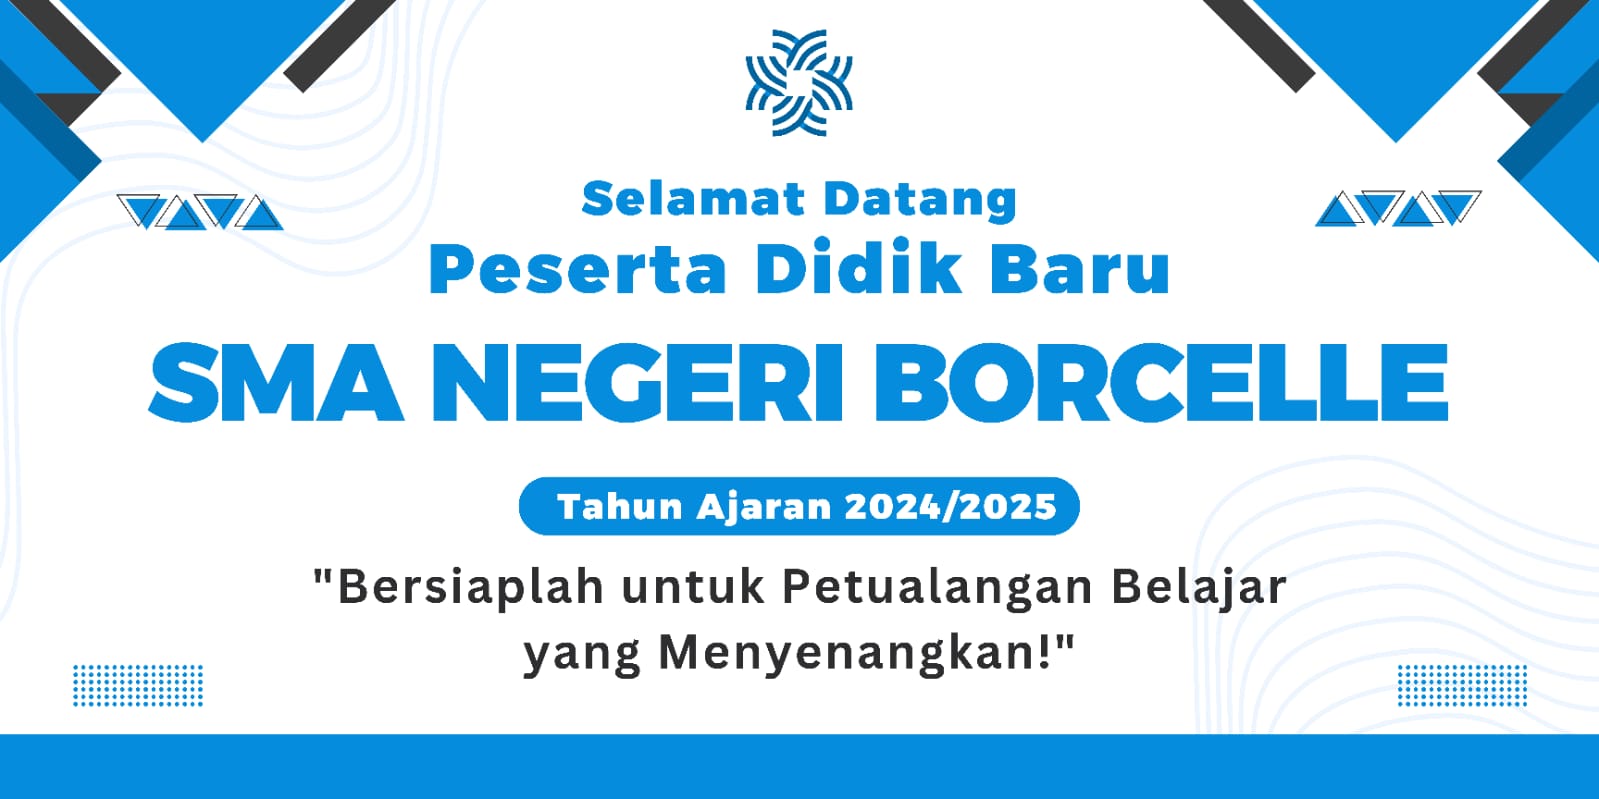 Selamat Datang
Peserta Didik Baru
SMA NEGERI BORCELLE
Tahun Ajaran 2024/2025
"Bersiaplah untuk Petualangan Belajar
yang Menyenangkan!"